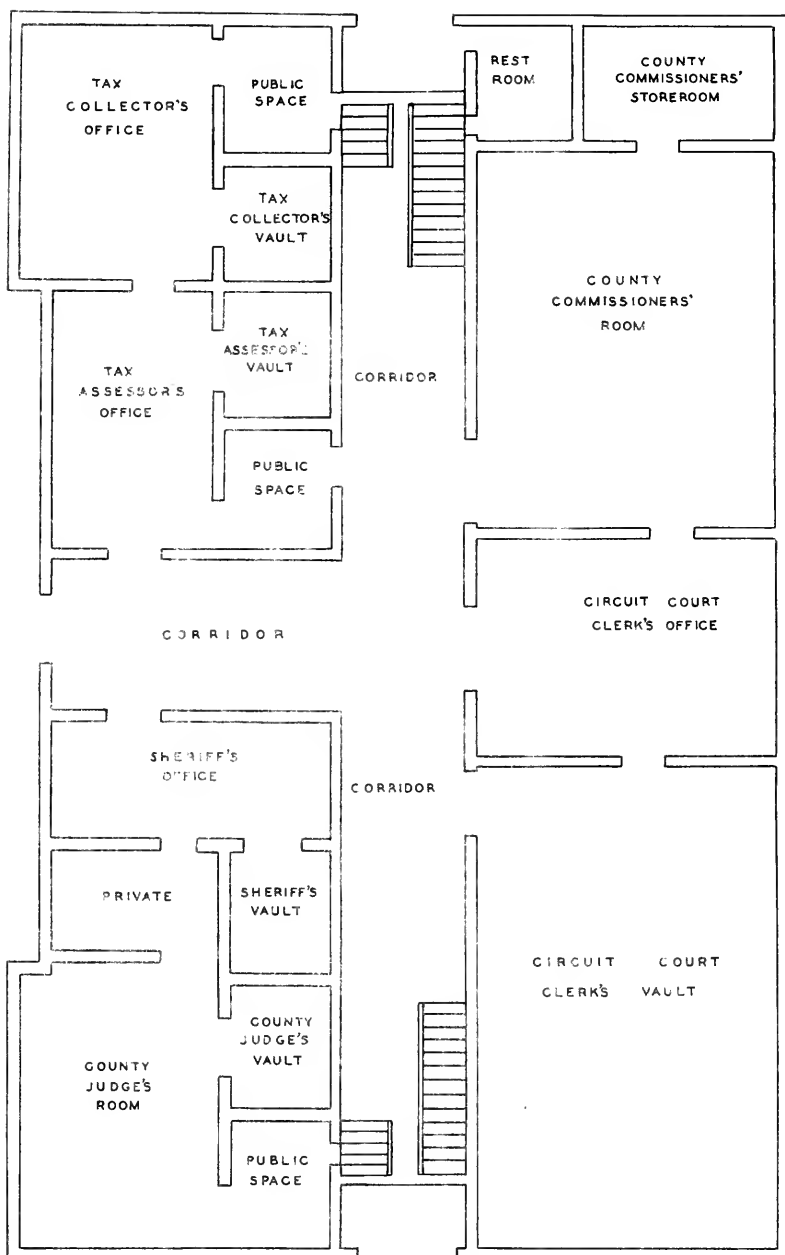 TAX
COLLECTOR'S
OFFICE
PUBLIC
SPACE
REST
ROOM
COUNTY
COMMISSIONERS'
STOREROOM
TAX
COLLECTOR'S
VAULT
COUNTY
COMMISSIONERS'
ROOM
TAX
ASSESSOR'S
VAULT
TAX
ASSESSOR'S
OFFICE
CORRIDOR
PUBLIC
SPACE
CIRCUIT COURT
CLERK'S OFFICE
CORRIDOR
SHERIFF'S
OFFICE
CORRIDOR
PRIVATE
SHERIFF'S
VAULT
CIRCUIT COURT
CLERK'S VAULT
COUNTY
JUDGE'S
VAULT
COUNTY
JUDGE'S
ROOM
PUBLIC
SPACE